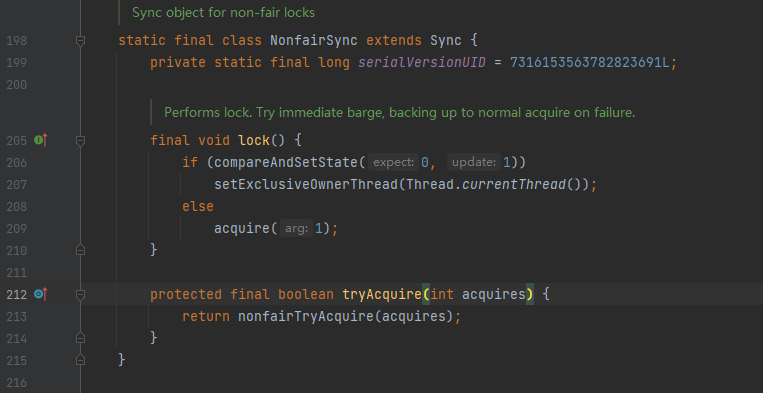 Sync object for non-fair locks
198 static final class NonfairSync extends Sync {
199 private static final long serialVersionUID = 7316153563782823691L;
200
Performs lock. Try immediate barge, backing up to normal acquire on failure.
205 final void lock() {
206 if (compareAndSetState( expect: 0, update: 1))
207 setExclusiveOwnerThread(Thread.currentThread());
208 else
209 acquire( arg: 1);
210 }
211
212 protected final boolean tryAcquire(int acquires) {
213 return nonfairTryAcquire(acquires);
214 }
215 }
216